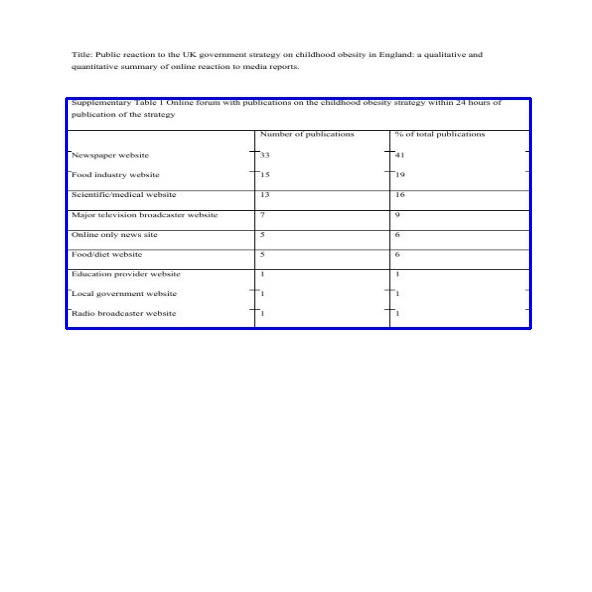 Title: Public reaction to the UK government strategy on childhood obesity in England: a qualitative and
quantitative summary of online reaction to media reports.
Supplementary Table 1 Online forum with publications on the childhood obesity strategy within 24 hours of
publication of the strategy
Number of publications % of total publications
Newspaper website 33 41
Food industry website 15 19
Scientific/medical website 13 16
Major television broadcaster website 7 9
Online only news site 5 6
Food/diet website 5 6
Education provider website 1 1
Local government website 1 1
Radio broadcaster website 1 1